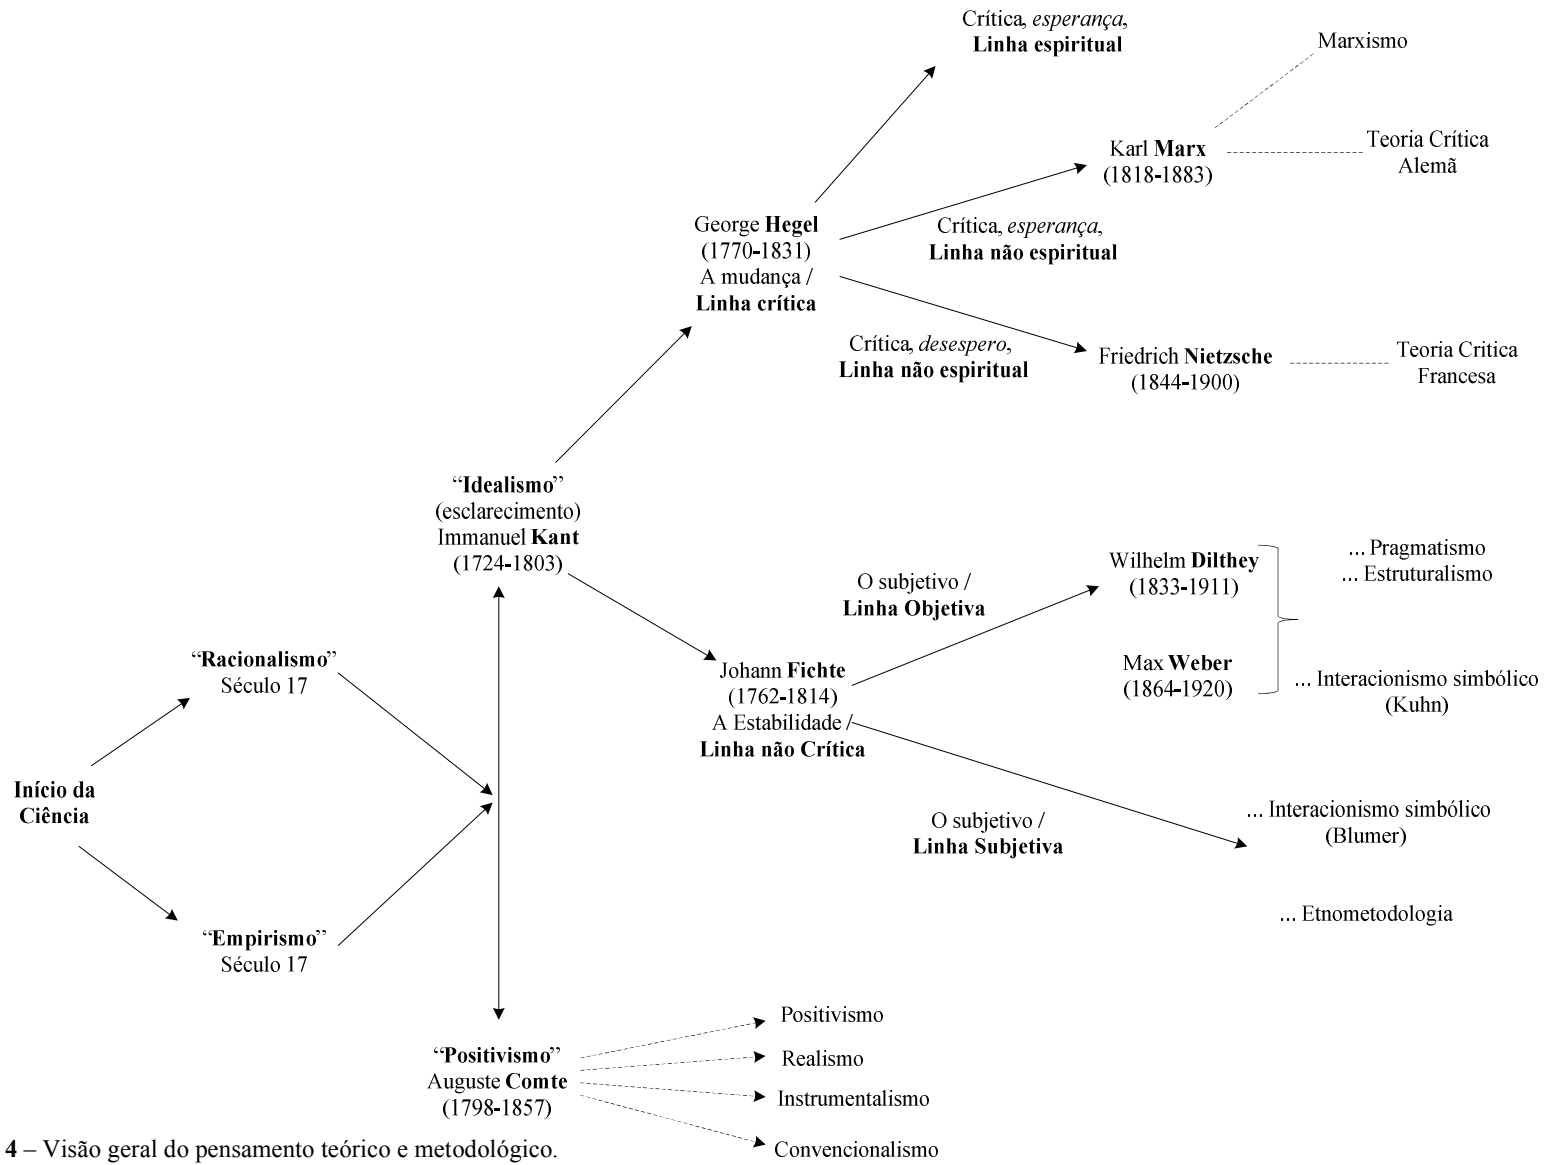 Crítica, esperança,
Linha espiritual
Marxismo
Karl Marx
(1818-1883)
Teoria Crítica
Alemã
George Hegel
(1770-1831)
A mudança /
Linha crítica
Crítica, esperança,
Linha não espiritual
Crítica, desespero,
Linha não espiritual
Friedrich Nietzsche
(1844-1900)
Teoria Critica
Francesa
“Idealismo”
(esclarecimento)
Immanuel Kant
(1724-1803)
O subjetivo /
Linha Objetiva
Wilhelm Dilthey
(1833-1911)
... Pragmatismo
... Estruturalismo
“Racionalismo”
Século 17
Johann Fichte
(1762-1814)
A Estabilidade /
Linha não Crítica
Max Weber
(1864-1920)
... Interacionismo simbólico
(Kuhn)
Início da
Ciência
O subjetivo /
Linha Subjetiva
... Interacionismo simbólico
(Blumer)
... Etnometodologia
“Empirismo”
Século 17
“Positivismo”
Auguste Comte
(1798-1857)
Positivismo
Realismo
Instrumentalismo
Convencionalismo
4 – Visão geral do pensamento teórico e metodológico.